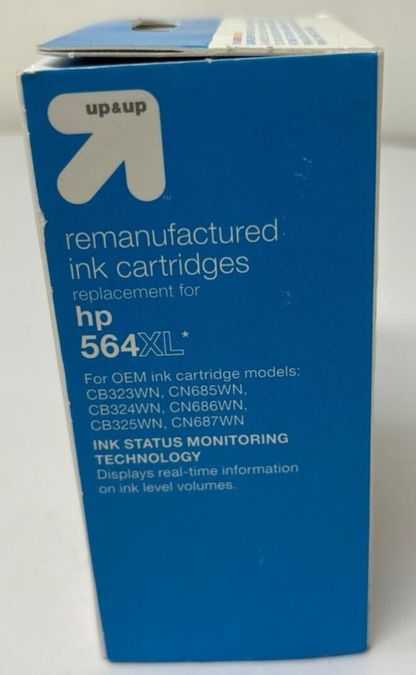 up&up
™
remanufactured
ink cartridges
replacement for
hp
564XL*
For OEM ink cartridge models:
CB323WN, CN685WN,
CB324WN, CN686WN,
CB325WN, CN687WN
INK STATUS MONITORING
TECHNOLOGY
Displays real-time information
on ink level volumes.